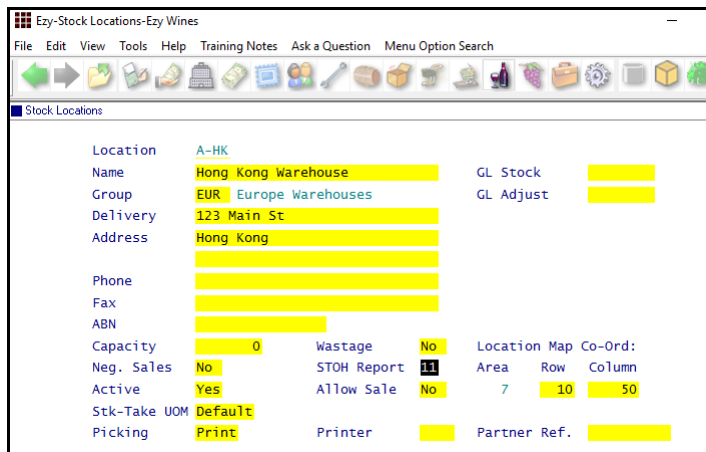 Ezy-Stock Locations-Ezy Wines
File Edit View Tools Help Training Notes Ask a Question Menu Option Search
Stock Locations
Location A-HK
Name Hong Kong Warehouse GL Stock
Group EUR Europe Warehouses GL Adjust
Delivery 123 Main St
Address Hong Kong
Phone
Fax
ABN
Capacity 0 Wastage No Location Map Co-Ord:
Neg. Sales No STOH Report 11 Area Row Column
Active Yes Allow Sale No 7 10 50
Stk-Take UOM Default
Picking Print Printer Partner Ref.